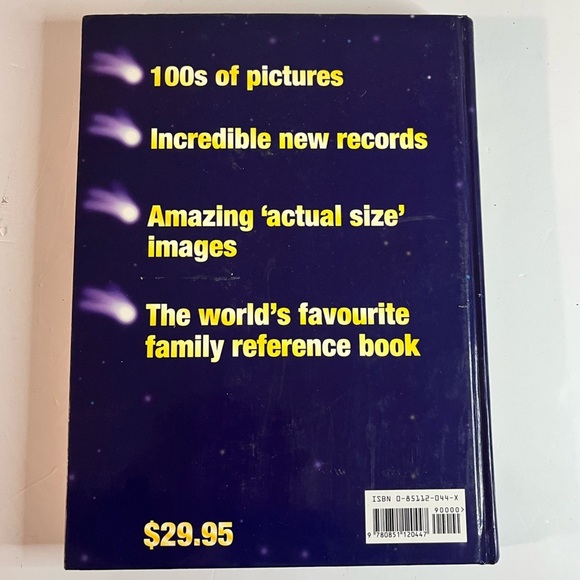 100s of pictures
Incredible new records
Amazing ‘actual size’
images
The world’s favourite
family reference book
$29.95
ISBN 0-85112-044-X
90000>
9 780851 120447